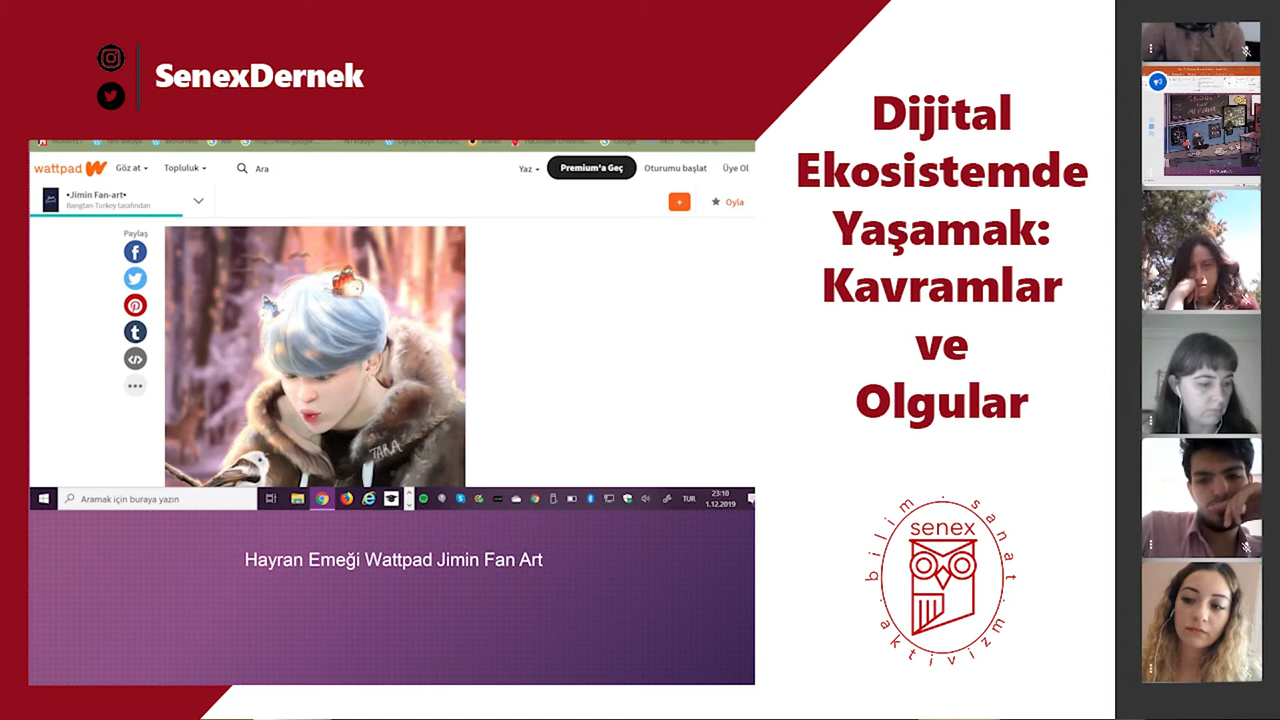 SenexDernek
Dijital
Ekosistemde
Yaşamak:
Kavramlar
ve
Olgular
wattpad
Göz at
Topluluk
Ara
Yaz
Premium'a Geç
Oturumu başlat
Üye Ol
•Jimin Fan-art•
Bangtan Turkey tarafından
+
Oyla
Paylaş
TARA
Aramak için buraya yazın
TUR
23:10
1.12.2019
Hayran Emeği Wattpad Jimin Fan Art
senex
bilim · sanat · aktivizm